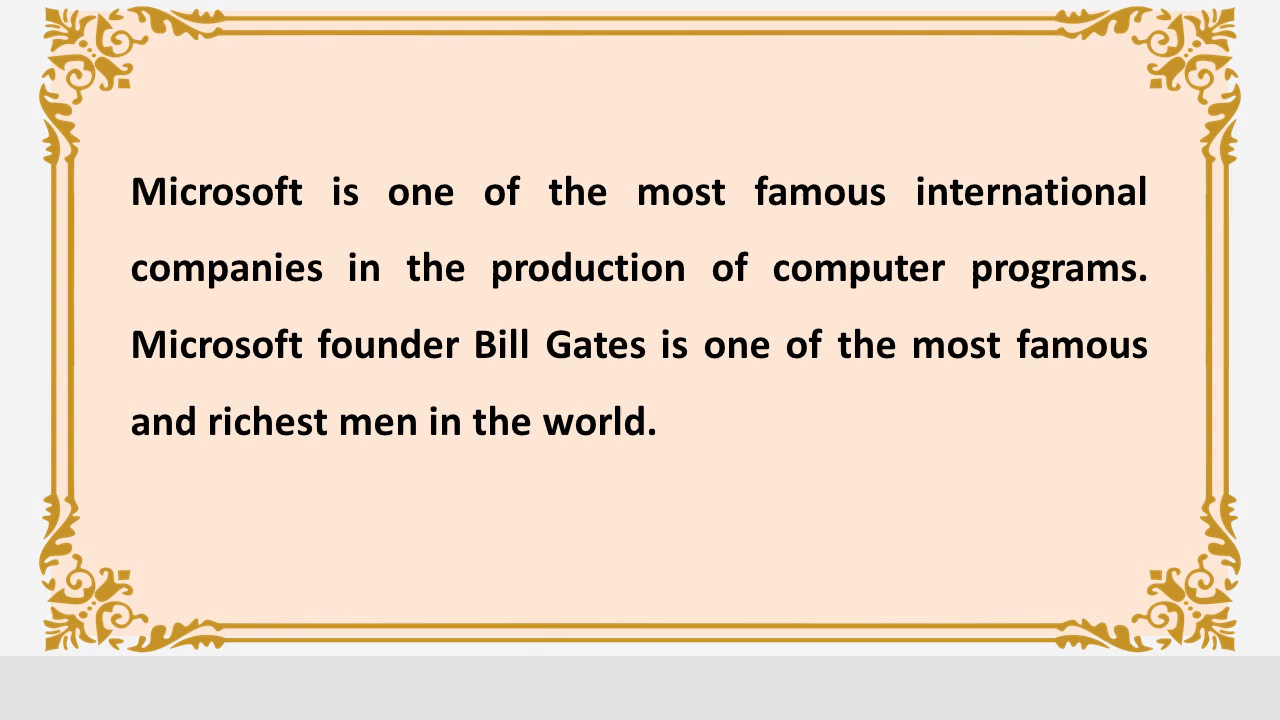 Microsoft is one of the most famous international
companies in the production of computer programs.
Microsoft founder Bill Gates is one of the most famous
and richest men in the world.